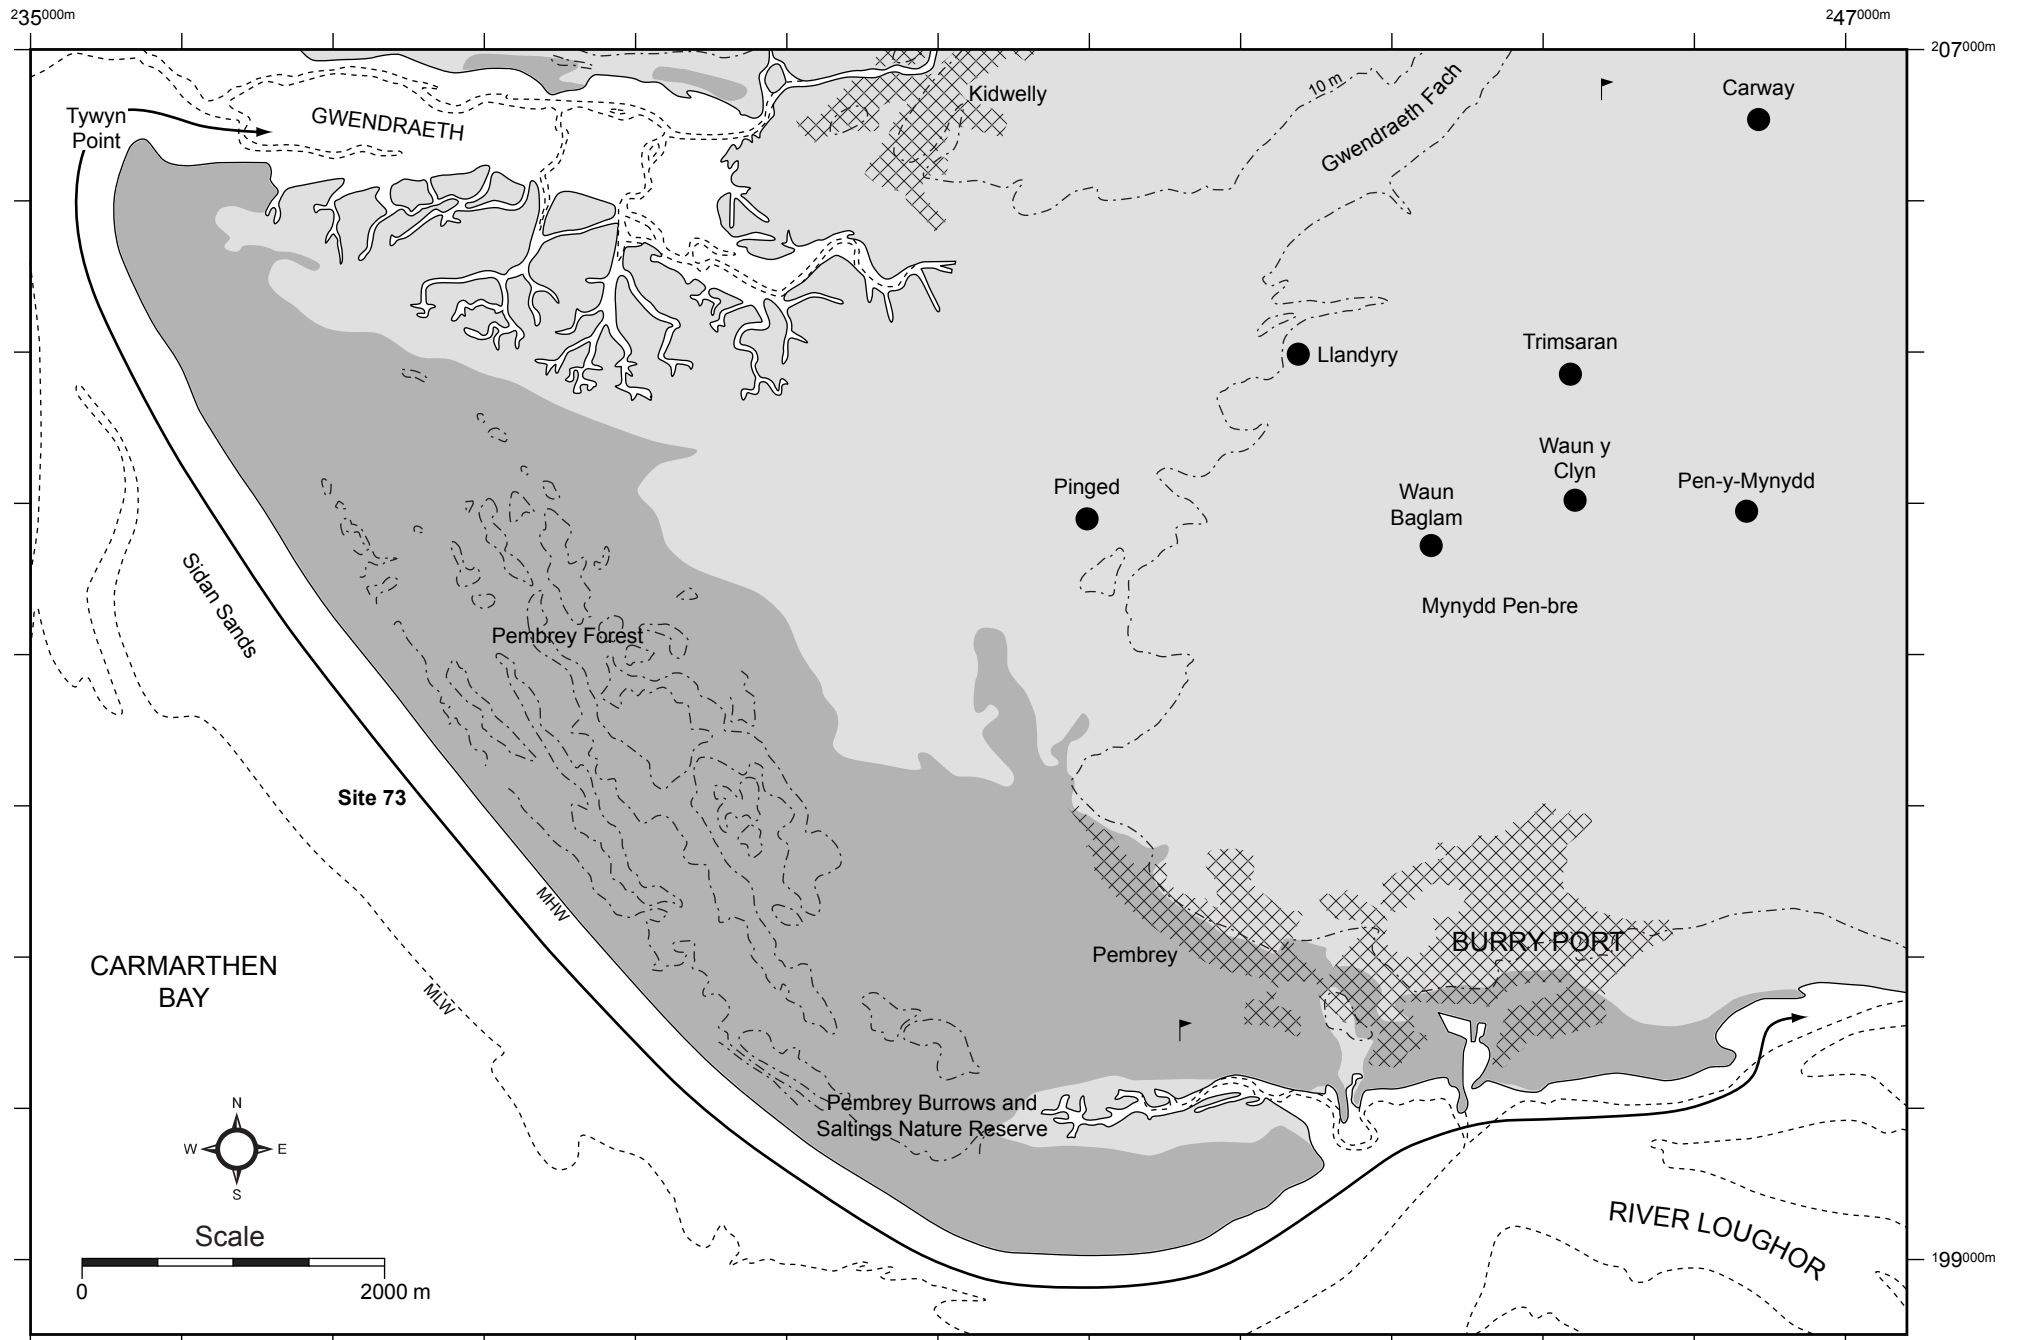 235000m
247000m
207000m
Tywyn
Point
GWENDRAETH
Kidwelly
10 m
Gwendraeth Fach
Carway
Llandyry
Trimsaran
Waun y
Clyn
Pen-y-Mynydd
Pinged
Waun
Baglam
Mynydd Pen-bre
Sidan Sands
Pembrey Forest
Site 73
MHW
MLW
CARMARTHEN
BAY
Pembrey
BURRY PORT
Pembrey Burrows and
Saltings Nature Reserve
N
W
E
S
Scale
0
2000 m
RIVER LOUGHOR
199000m